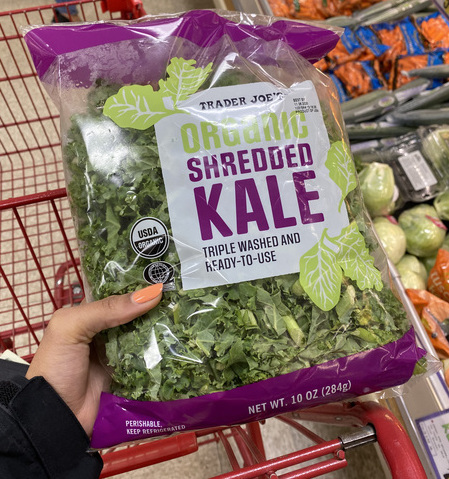 TRADER JOE'S
ORGANIC
SHREDDED
KALE
TRIPLE WASHED AND
READY-TO-USE
USDA
ORGANIC
NET WT. 10 OZ (284g)
PERISHABLE.
KEEP REFRIGERATED